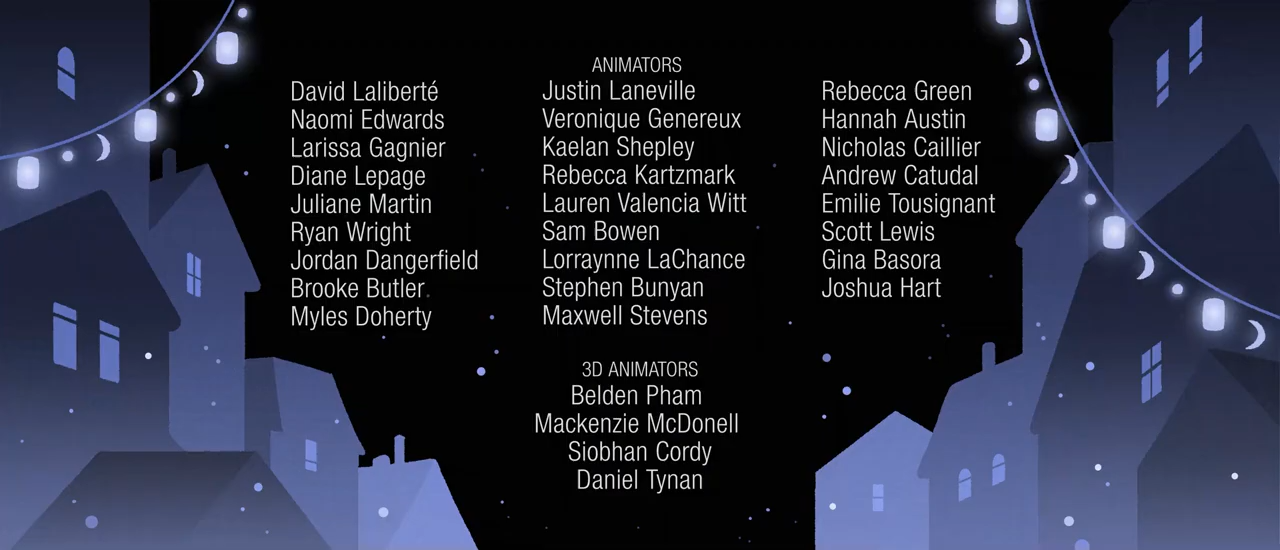 ANIMATORS
David Laliberté
Naomi Edwards
Larissa Gagnier
Diane Lepage
Juliane Martin
Ryan Wright
Jordan Dangerfield
Brooke Butler
Myles Doherty
Justin Laneville
Veronique Genereux
Kaelan Shepley
Rebecca Kartzmark
Lauren Valencia Witt
Sam Bowen
Lorraynne LaChance
Stephen Bunyan
Maxwell Stevens
Rebecca Green
Hannah Austin
Nicholas Caillier
Andrew Catudal
Emilie Tousignant
Scott Lewis
Gina Basora
Joshua Hart
3D ANIMATORS
Belden Pham
Mackenzie McDonell
Siobhan Cordy
Daniel Tynan